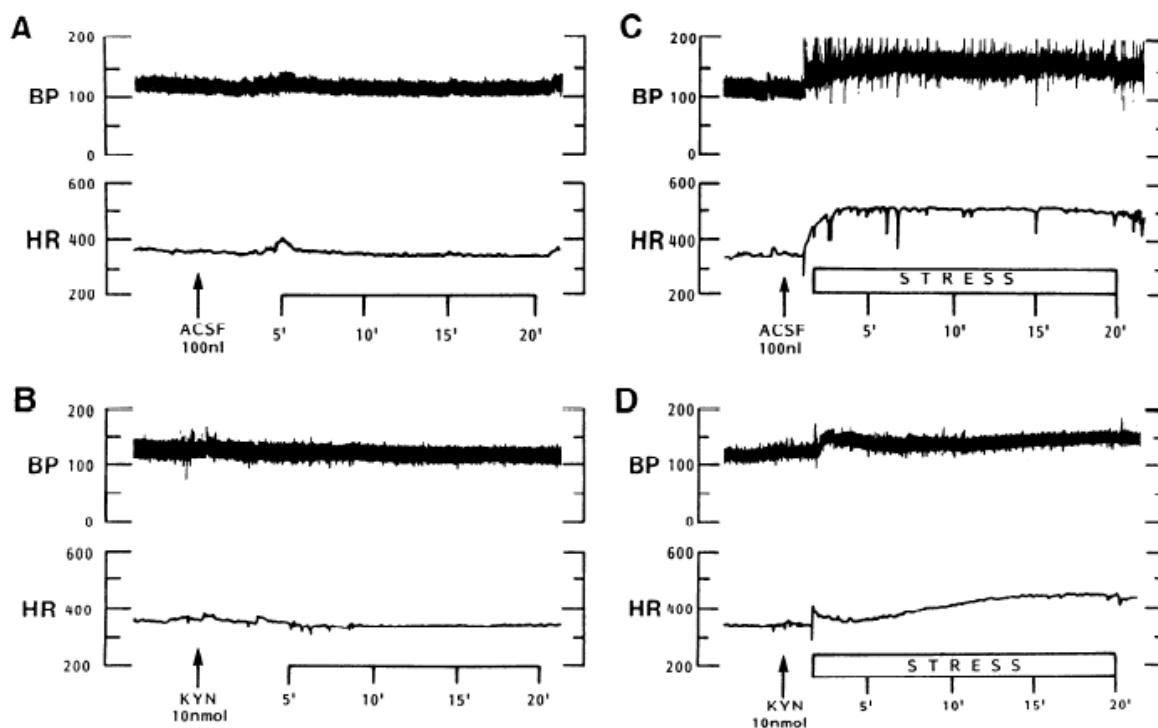 A
200
BP 100
0
600
HR 400
200
ACSF
100nl
5' 10' 15' 20'
C
200
BP 100
0
600
HR 400
200
STRESS
ACSF
100nl
5' 10' 15' 20'
B
200
BP 100
0
600
HR 400
200
KYN
10nmol
5' 10' 15' 20'
D
200
BP 100
0
600
HR 400
200
STRESS
KYN
10nmol
5' 10' 15' 20'